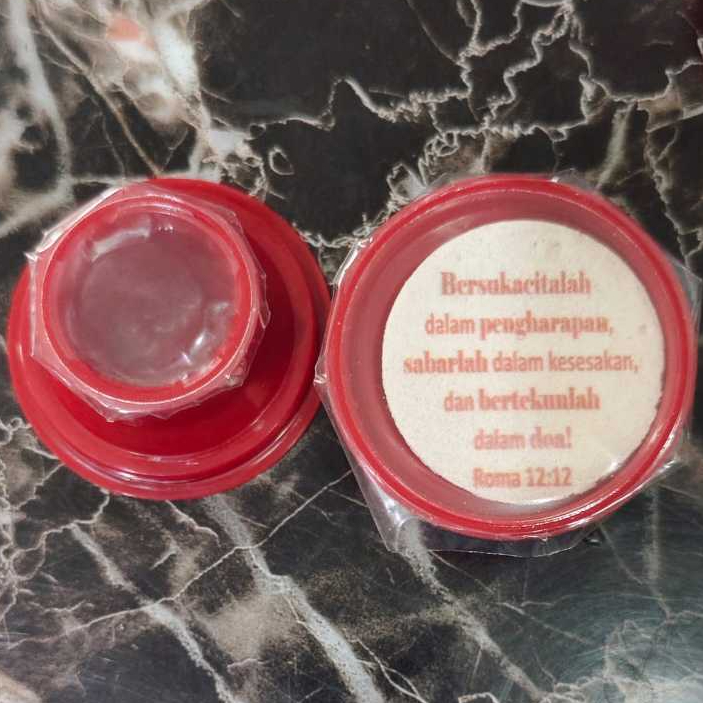 Bersukacitalah
dalam pengharapan,
sabarlah dalam kesesakan,
dan bertekunlah
dalam doa!
Roma 12:12